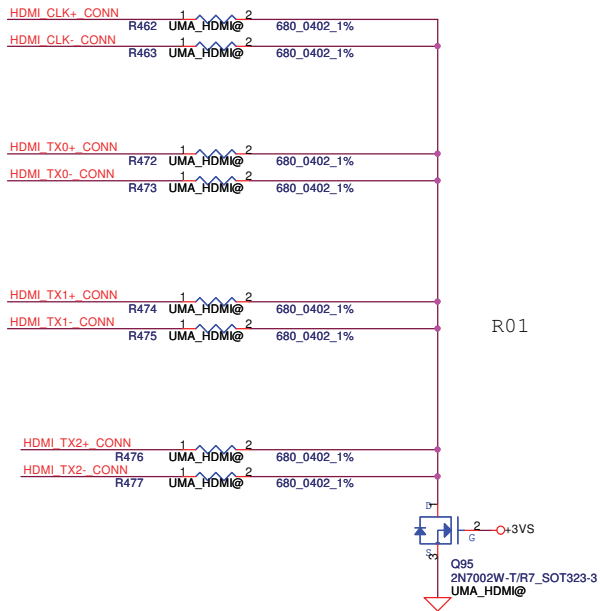 HDMI_CLK+_CONN
1 2
R462 UMA_HDMI@ 680_0402_1%
HDMI_CLK-_CONN
1 2
R463 UMA_HDMI@ 680_0402_1%
HDMI_TX0+_CONN
1 2
R472 UMA_HDMI@ 680_0402_1%
HDMI_TX0-_CONN
1 2
R473 UMA_HDMI@ 680_0402_1%
HDMI_TX1+_CONN
1 2
R474 UMA_HDMI@ 680_0402_1%
HDMI_TX1-_CONN
1 2
R475 UMA_HDMI@ 680_0402_1%
R01
HDMI_TX2+_CONN
1 2
R476 UMA_HDMI@ 680_0402_1%
HDMI_TX2-_CONN
1 2
R477 UMA_HDMI@ 680_0402_1%
D 1
2 +3VS
G
S 3
Q95
2N7002W-T/R7_SOT323-3
UMA_HDMI@